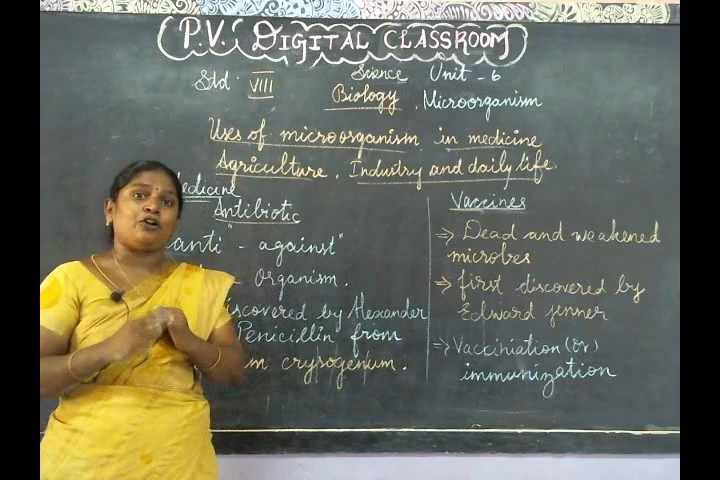 P.V. DIGITAL CLASSROOM
Std VIII Science Unit - 6
Biology, Microorganism
Uses of microorganism in medicine
Agriculture, Industry and daily life
edicine
Antibiotic
anti" - against"
- organism.
iscovered by Alexander
Penicillin from
m crysogenum.
Vaccines
⇒ Dead and weakened
microbes
⇒ first discovered by
Edward jenner
⇒ Vacciniation (or)
immunization